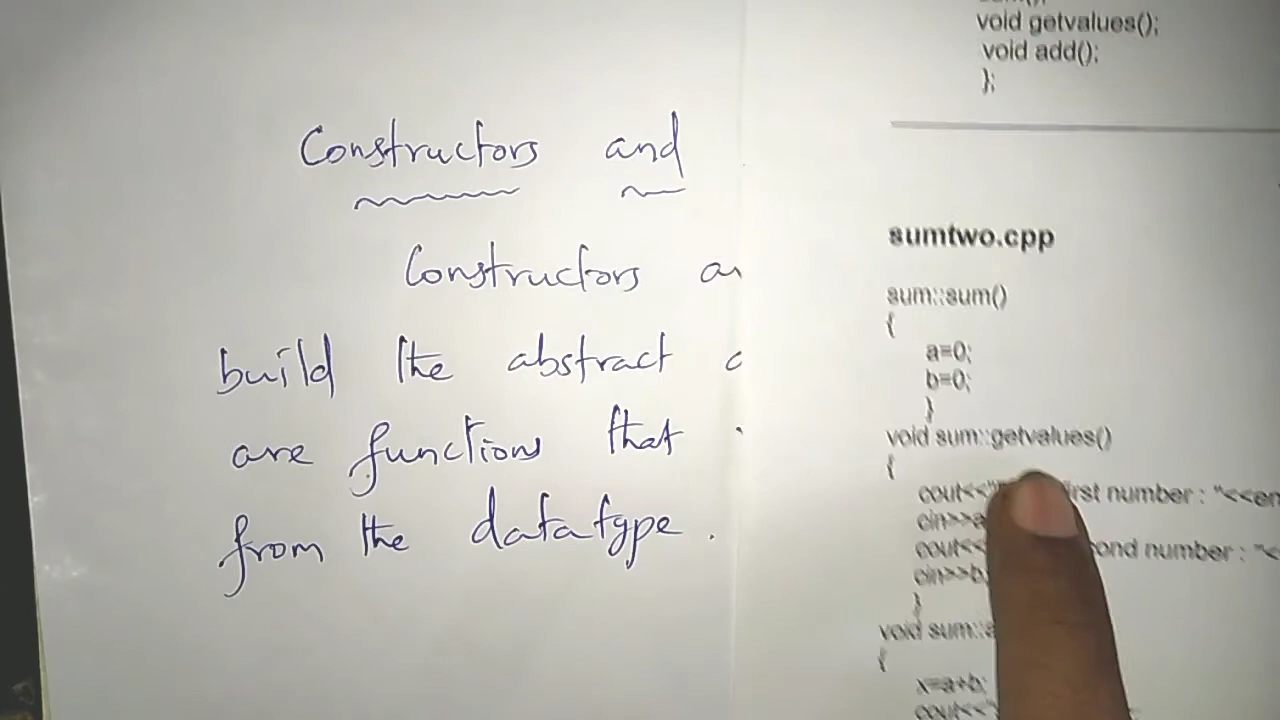 Constructors and
Constructors
build the abstract
are functions that
from the datatype.
void getvalues();
void add();
};
sumtwo.cpp
sum::sum()
{
a=0;
b=0;
}
void sum::getvalues()
{
cout<<" first number : "<<en
cin>>a
cout<< ond number : "<
cin>>b;
}
void sum::a
{
x=a+b;
cout<<"